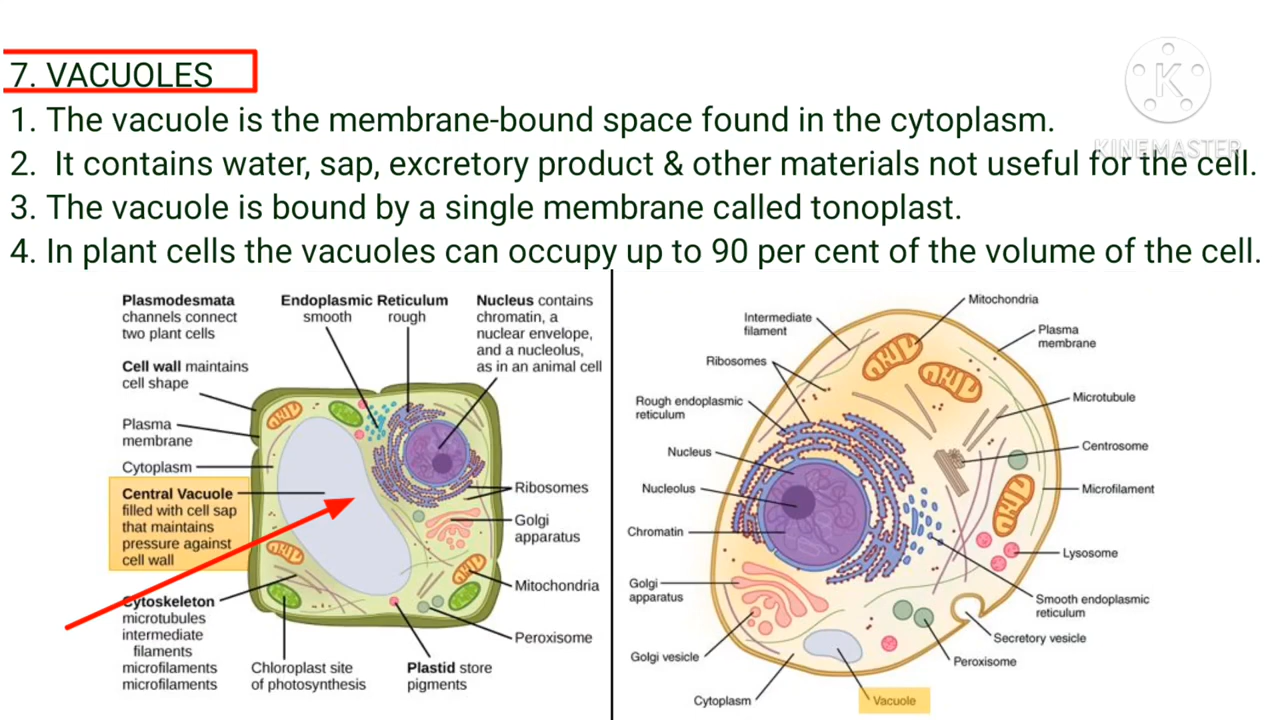 7. VACUOLES
1. The vacuole is the membrane-bound space found in the cytoplasm.
2. It contains water, sap, excretory product & other materials not useful for the cell.
3. The vacuole is bound by a single membrane called tonoplast.
4. In plant cells the vacuoles can occupy up to 90 per cent of the volume of the cell.
K
KINEMASTER
Plasmodesmata
channels connect
two plant cells
Endoplasmic Reticulum
smooth rough
Nucleus contains
chromatin, a
nuclear envelope,
and a nucleolus,
as in an animal cell
Cell wall maintains
cell shape
Plasma
membrane
Cytoplasm
Central Vacuole
filled with cell sap
that maintains
pressure against
cell wall
Cytoskeleton
microtubules
intermediate
filaments
microfilaments
microfilaments
Chloroplast site
of photosynthesis
Plastid store
pigments
Ribosomes
Golgi
apparatus
Mitochondria
Peroxisome
Mitochondria
Intermediate
filament
Plasma
membrane
Ribosomes
Rough endoplasmic
reticulum
Microtubule
Nucleus
Centrosome
Nucleolus
Microfilament
Chromatin
Lysosome
Golgi
apparatus
Smooth endoplasmic
reticulum
Secretory vesicle
Golgi vesicle
Peroxisome
Cytoplasm
Vacuole